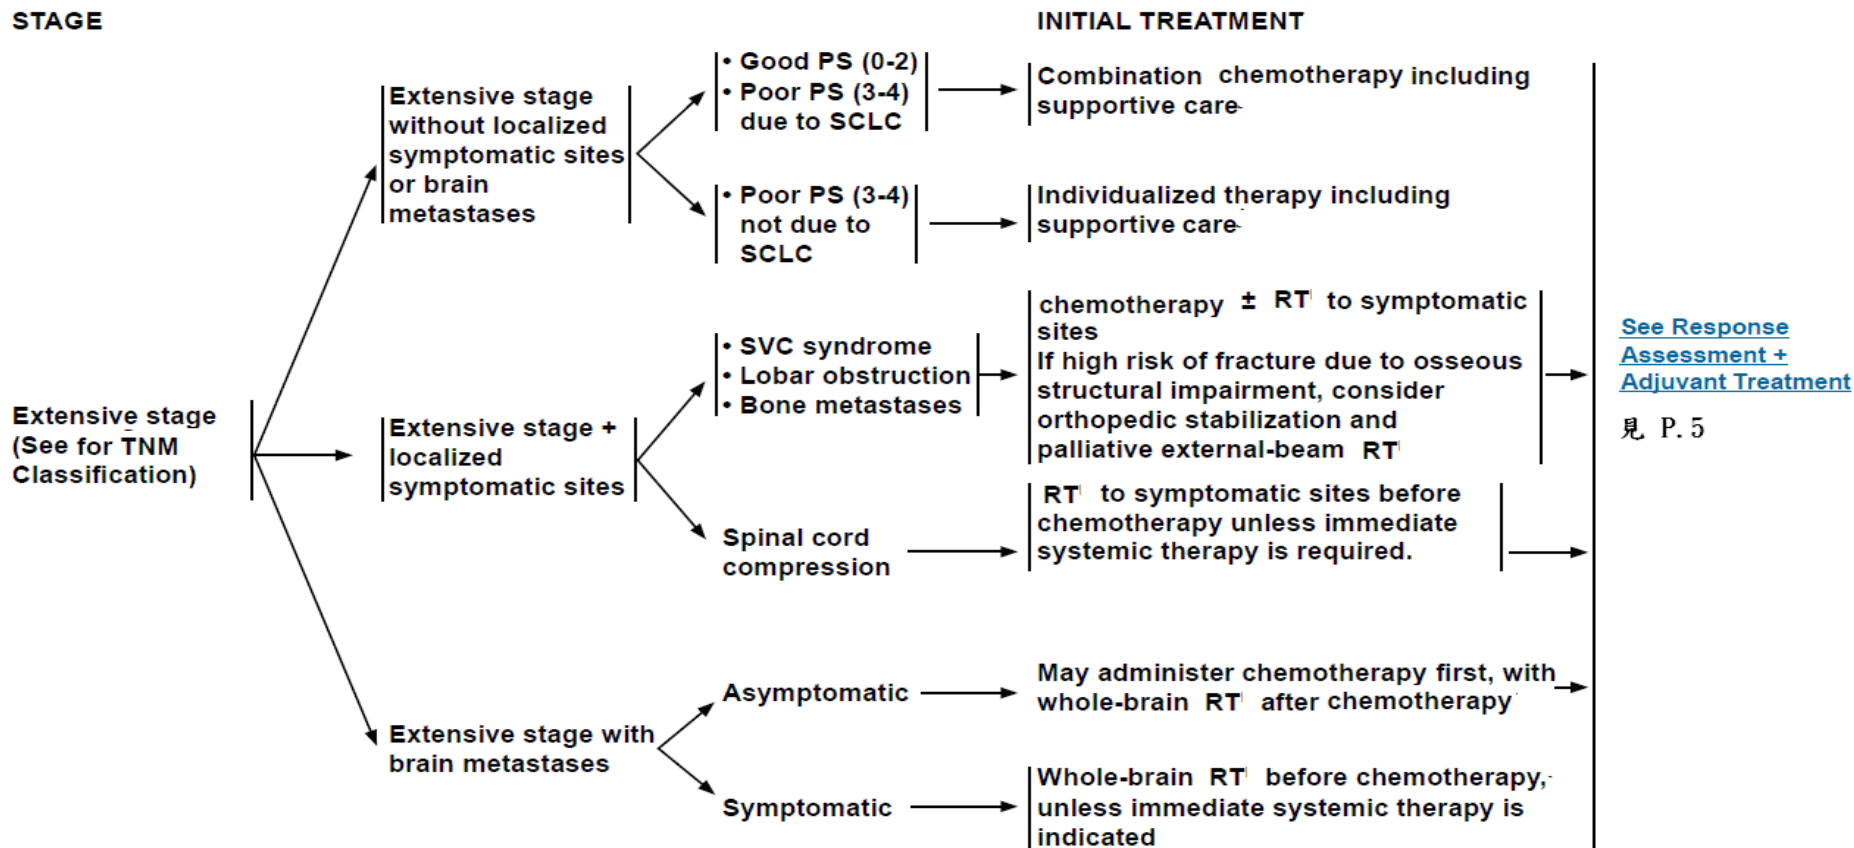 STAGE
INITIAL TREATMENT
Extensive stage
(See for TNM
Classification)
Extensive stage
without localized
symptomatic sites
or brain
metastases
• Good PS (0-2)
• Poor PS (3-4)
due to SCLC
Combination chemotherapy including
supportive care
• Poor PS (3-4)
not due to
SCLC
Individualized therapy including
supportive care
Extensive stage +
localized
symptomatic sites
• SVC syndrome
• Lobar obstruction
• Bone metastases
chemotherapy ± RT to symptomatic
sites
If high risk of fracture due to osseous
structural impairment, consider
orthopedic stabilization and
palliative external-beam RT
Spinal cord
compression
RT to symptomatic sites before
chemotherapy unless immediate
systemic therapy is required.
Extensive stage with
brain metastases
Asymptomatic
May administer chemotherapy first, with
whole-brain RT after chemotherapy
Symptomatic
Whole-brain RT before chemotherapy,
unless immediate systemic therapy is
indicated
See Response
Assessment +
Adjuvant Treatment
見 P.5